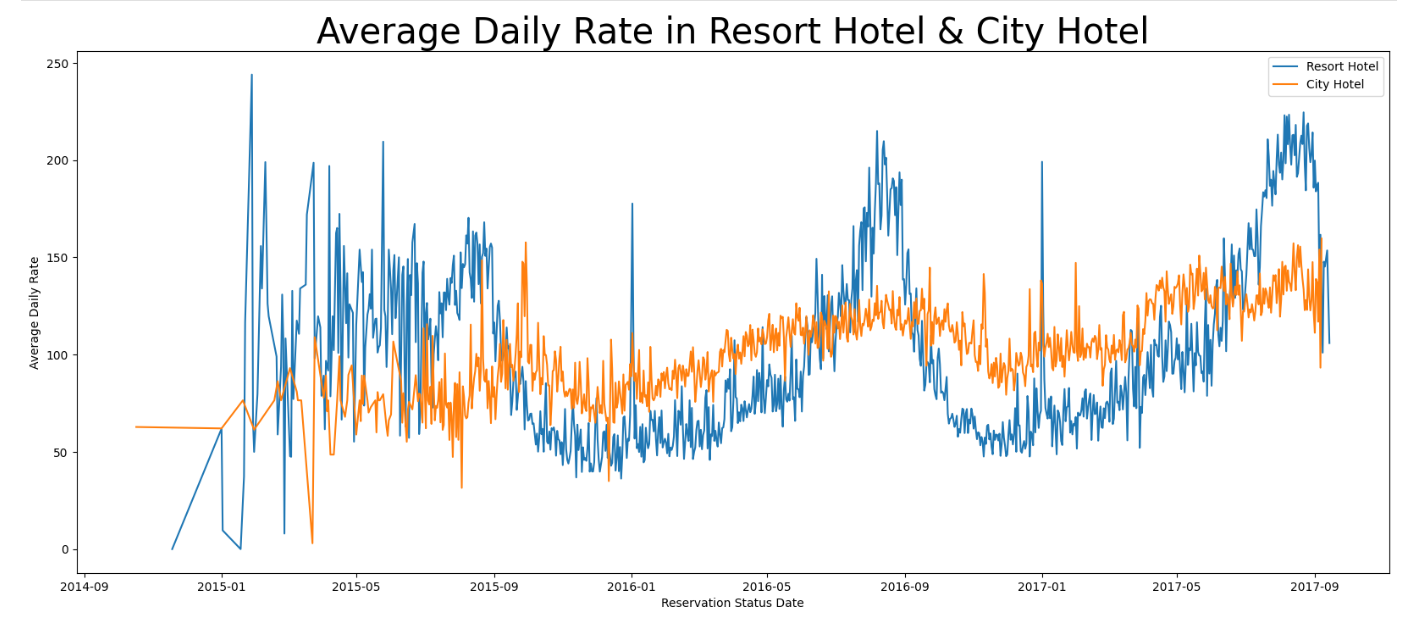 Average Daily Rate in Resort Hotel & City Hotel
Resort Hotel
City Hotel
Average Daily Rate
250
200
150
100
50
0
2014-09 2015-01 2015-05 2015-09 2016-01 2016-05 2016-09 2017-01 2017-05 2017-09
Reservation Status Date